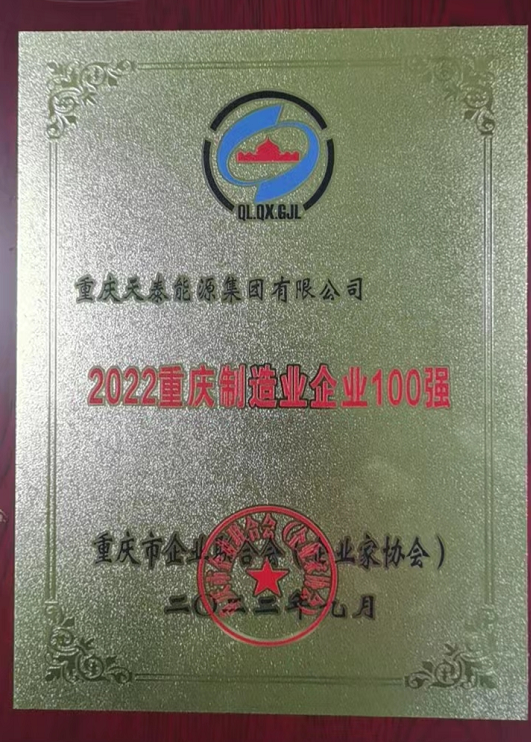 QL.QX.GJL
重庆天泰能源集团有限公司
2022重庆制造业企业100强
重庆市企业联合会（企业家协会）
二〇二二年九月